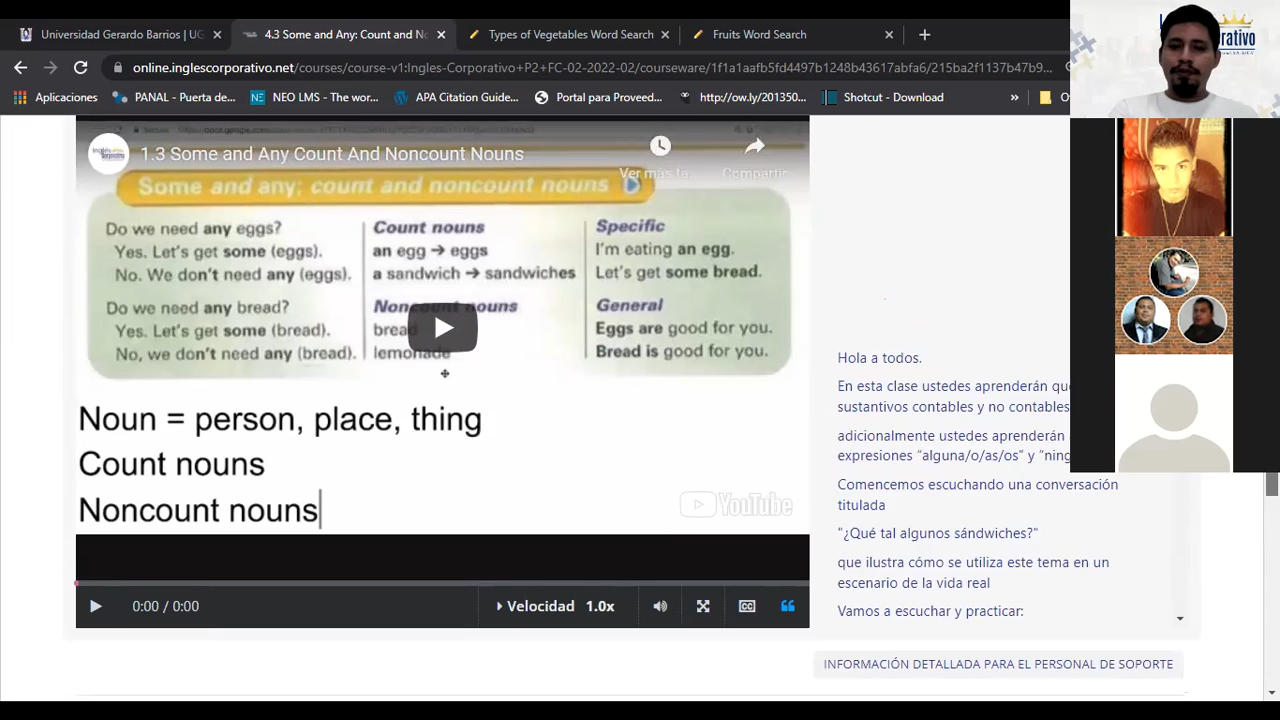 Universidad Gerardo Barrios | UG
4.3 Some and Any: Count and No
Types of Vegetables Word Search
Fruits Word Search
online.inglescorporativo.net/courses/course-v1:Ingles-Corporativo+
C-02-2022-02/courseware/1f1a1aafb5fd4497b1248b43617abfa6/215ba2f1137b47b9...
Aplicaciones
PANAL - Puerta de...
NEO LMS - The wor...
APA Citation Guide...
Portal para Proveed...
http://ow.ly/201350...
Shotcut - Download
»
1.3 Some and Any Count And Noncount Nouns
Ver más ta...
Compartir
Some and any; count and noncount nouns
Do we need any eggs?
Yes. Let's get some (eggs).
No. We don't need any (eggs).
Do we need any bread?
Yes. Let's get some (bread).
No, we don't need any (bread).
Count nouns
an egg → eggs
a sandwich → sandwiches
Noncount nouns
bread
lemonade
Specific
I'm eating an egg.
Let's get some bread.
General
Eggs are good for you.
Bread is good for you.
Noun = person, place, thing
Count nouns
Noncount nouns
YouTube
0:00 / 0:00
Velocidad 1.0x
CC
Hola a todos.
En esta clase ustedes aprenderán qu
sustantivos contables y no contables
adicionalmente ustedes aprenderán
expresiones "alguna/o/as/os" y "ning
Comencemos escuchando una conversación
titulada
"¿Qué tal algunos sándwiches?"
que ilustra cómo se utiliza este tema en un
escenario de la vida real
Vamos a escuchar y practicar:
INFORMACIÓN DETALLADA PARA EL PERSONAL DE SOPORTE